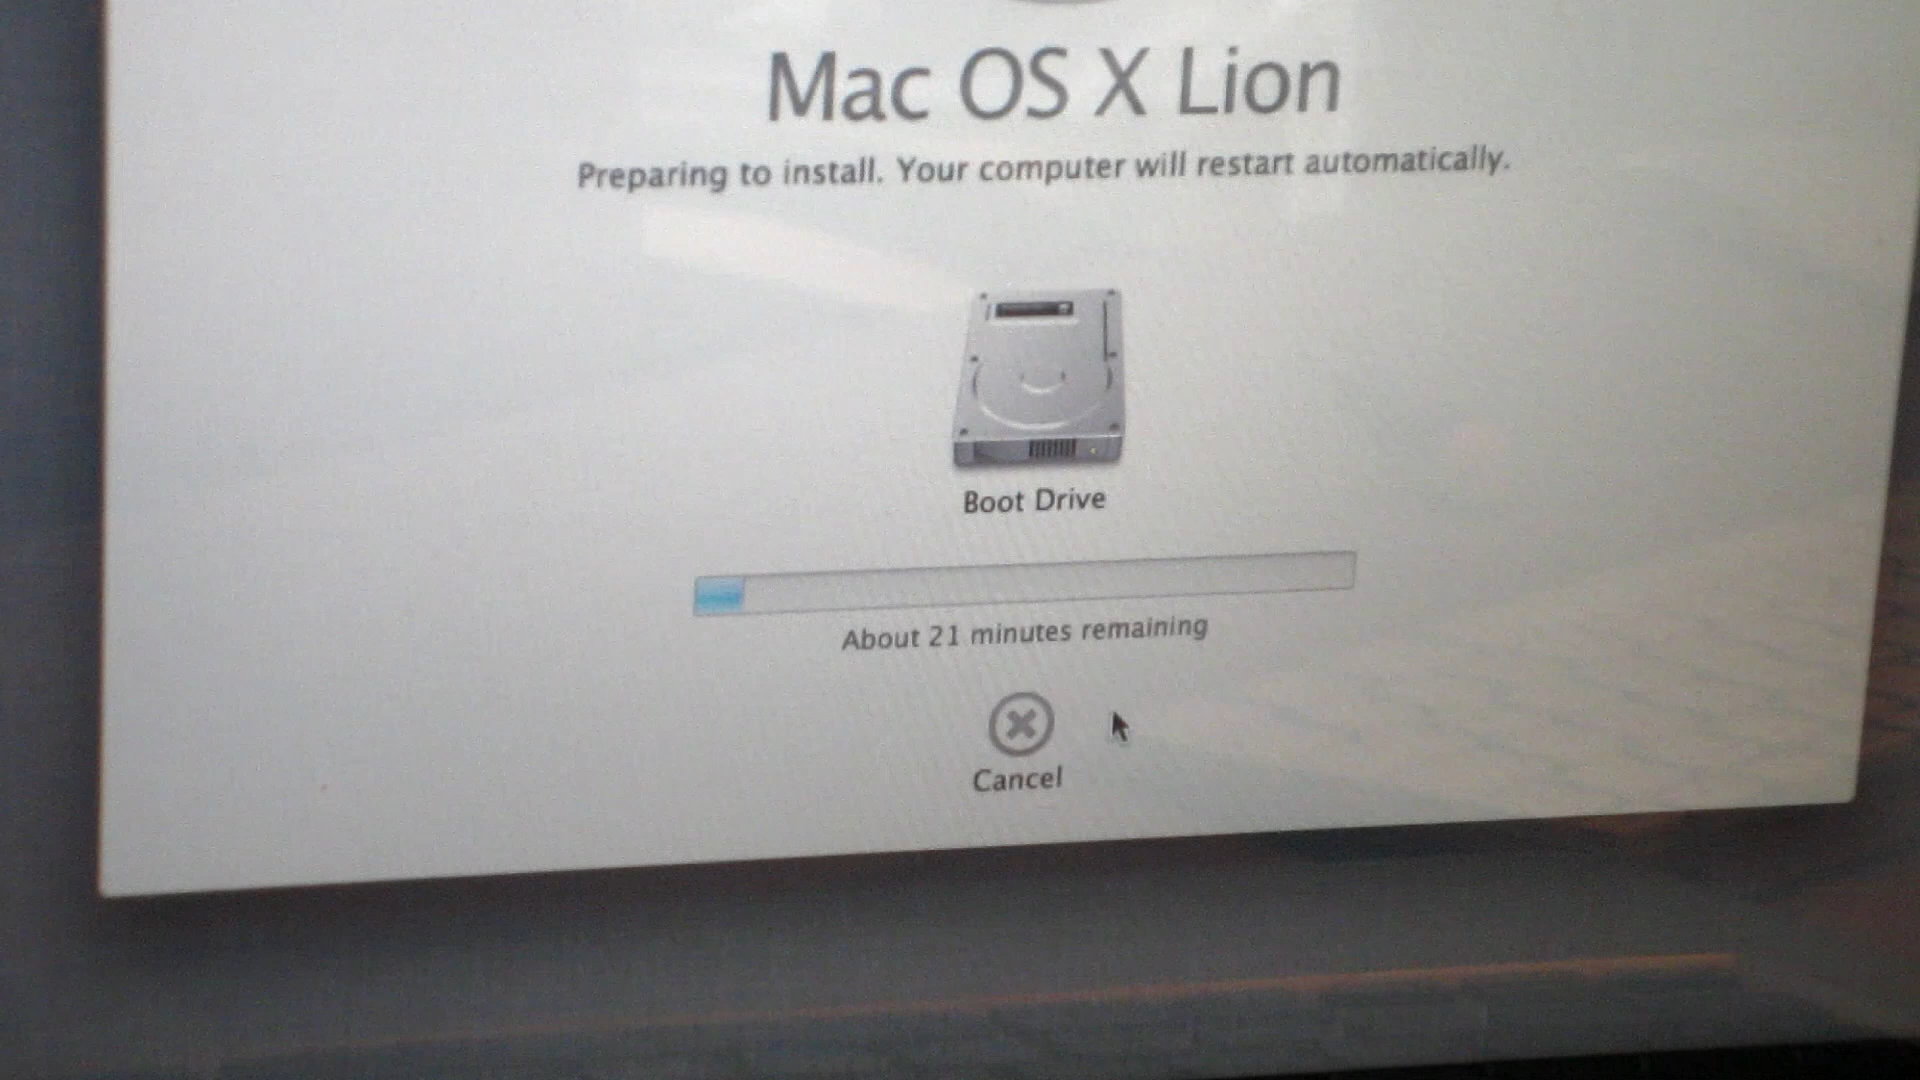 Mac OS X Lion
Preparing to install. Your computer will restart automatically.
Boot Drive
About 21 minutes remaining
Cancel